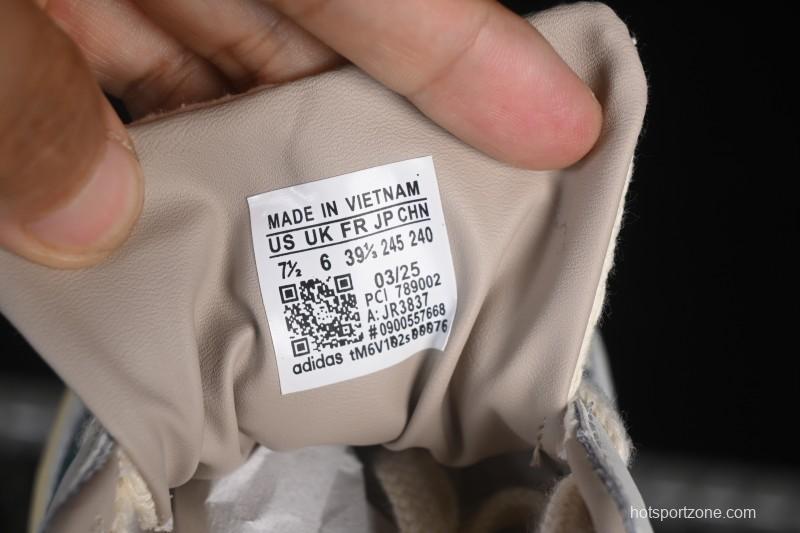 MADE IN VIETNAM
US UK FR JP CHN
7½ 6 39⅓ 245 240
03/25
PCI 789002
A: JR3837
#0900557668
adidas tM6V102s00076
hotsportzone.com